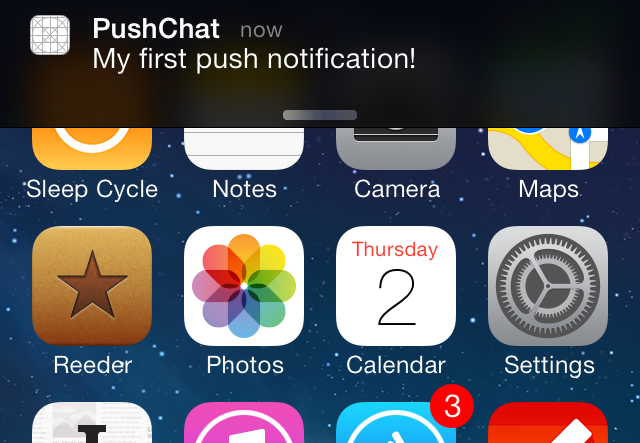 PushChat now
My first push notification!
Sleep Cycle Notes Camera Maps
Thursday
2
Reeder Photos Calendar Settings
3